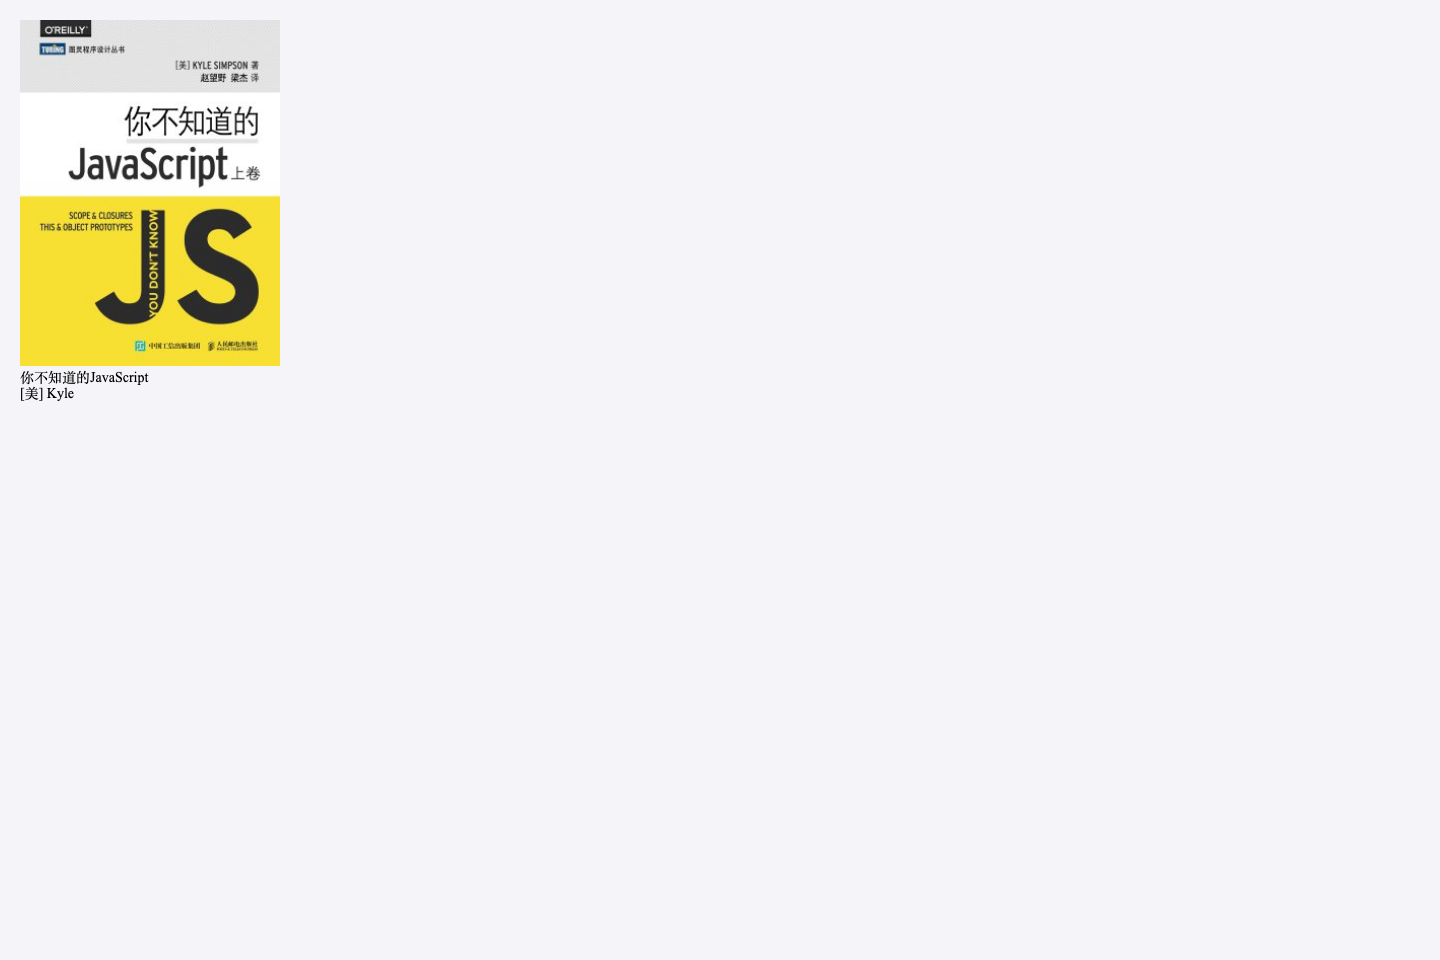 O'REILLY
TURING 图灵程序设计丛书
[美] KYLE SIMPSON 著
赵望野 梁杰 译
你不知道的
JavaScript 上卷
SCOPE & CLOSURES
THIS & OBJECT PROTOTYPES
JS
YOU DON'T KNOW
中国工信出版集团 人民邮电出版社
你不知道的JavaScript
[美] Kyle